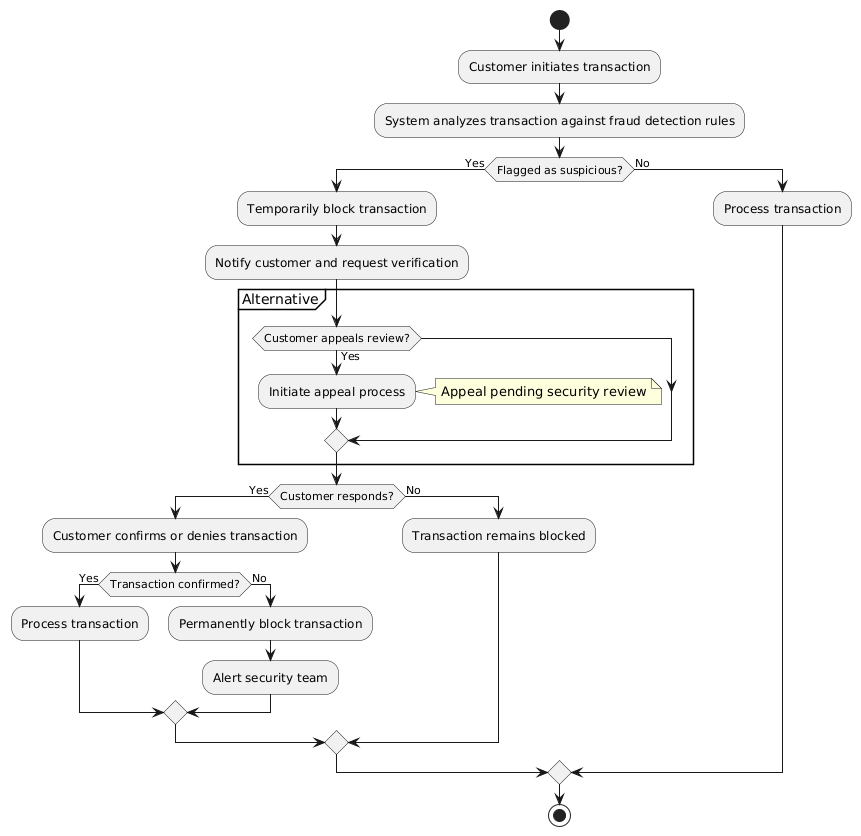 Customer initiates transaction
System analyzes transaction against fraud detection rules
Yes
Flagged as suspicious?
No
Temporarily block transaction
Process transaction
Notify customer and request verification
Alternative
Customer appeals review?
Yes
Initiate appeal process
Appeal pending security review
Yes
Customer responds?
No
Customer confirms or denies transaction
Transaction remains blocked
Yes
Transaction confirmed?
No
Process transaction
Permanently block transaction
Alert security team